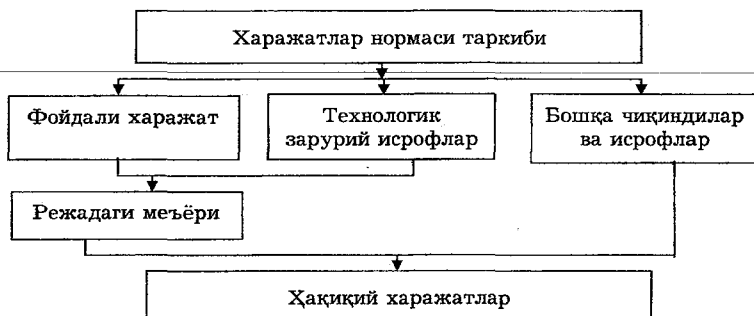 Харажатлар нормаси таркиби
Фойдали харажат
Технологик
зарурий исрофлар
Бошқа чиқиндилар
ва исрофлар
Режадаги меъёри
Ҳақиқий харажатлар